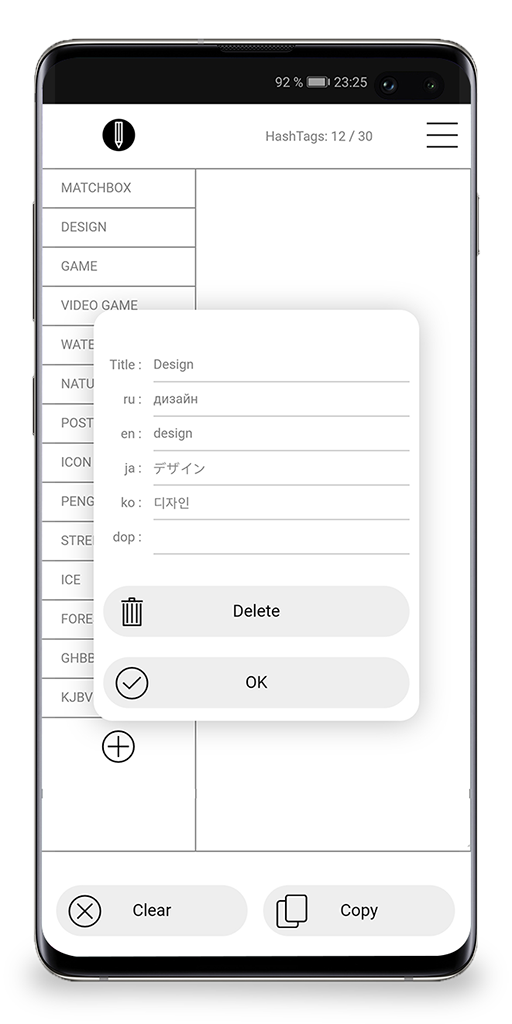 92 % 23:25
HashTags: 12 / 30
MATCHBOX
DESIGN
GAME
VIDEO GAME
WATE
NATU
POST
ICON
PENG
STRE
ICE
FORE
GHBB
KJBV
Title : Design
ru : дизайн
en : design
ja : デザイン
ko : 디자인
dop :
Delete
OK
Clear
Copy